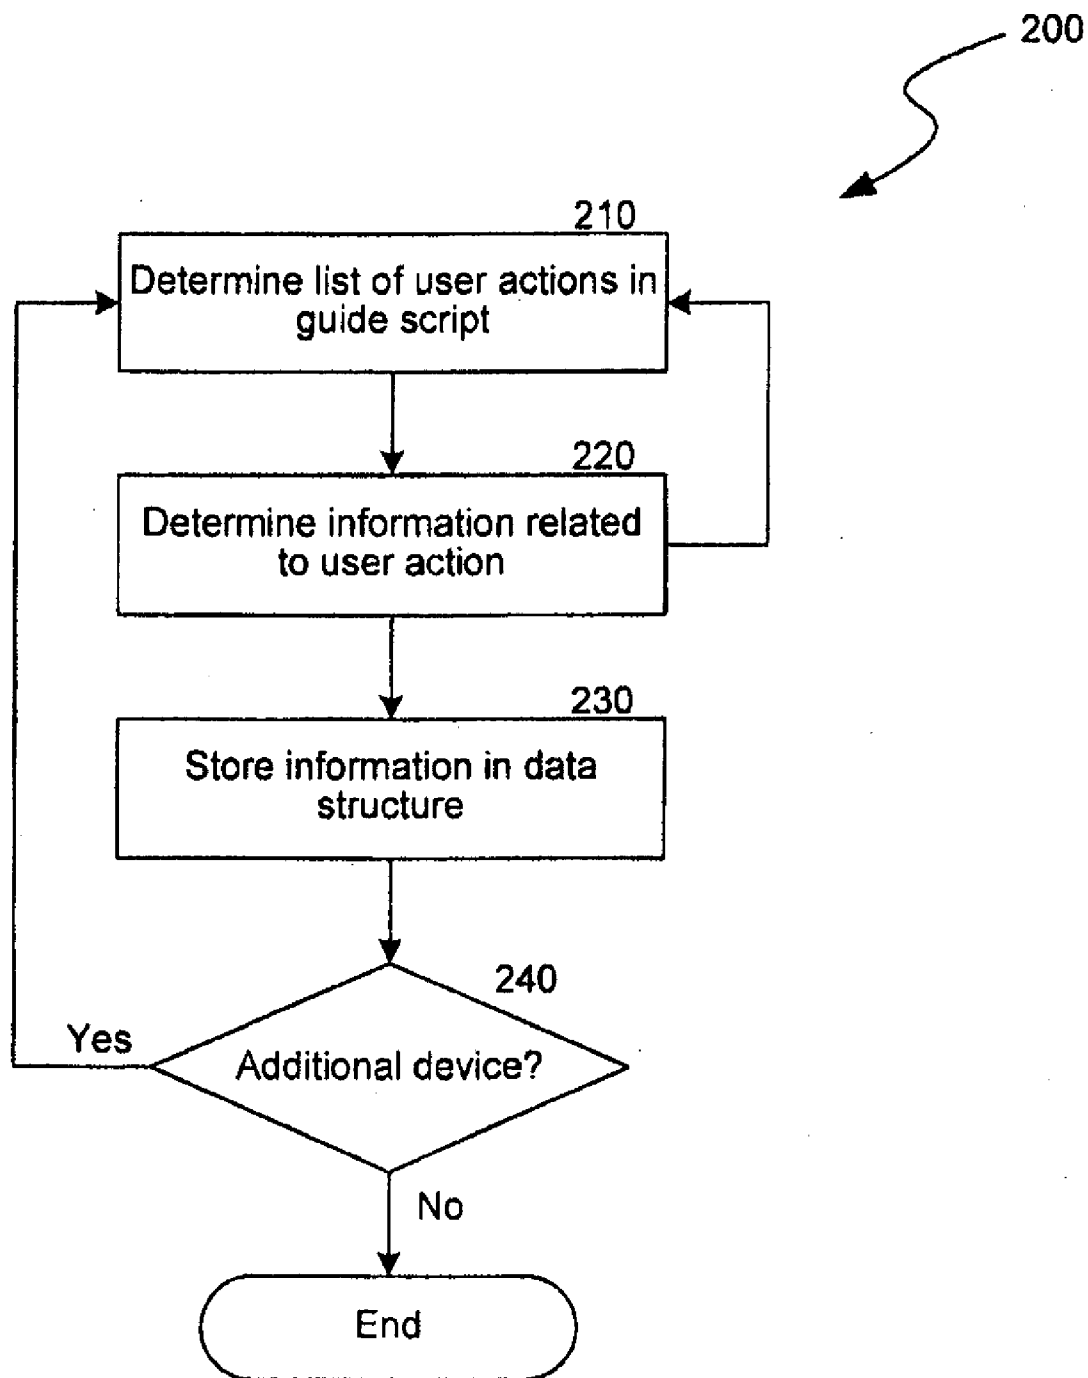 200
210
Determine list of user actions in
guide script
220
Determine information related
to user action
230
Store information in data
structure
240
Yes
Additional device?
No
End